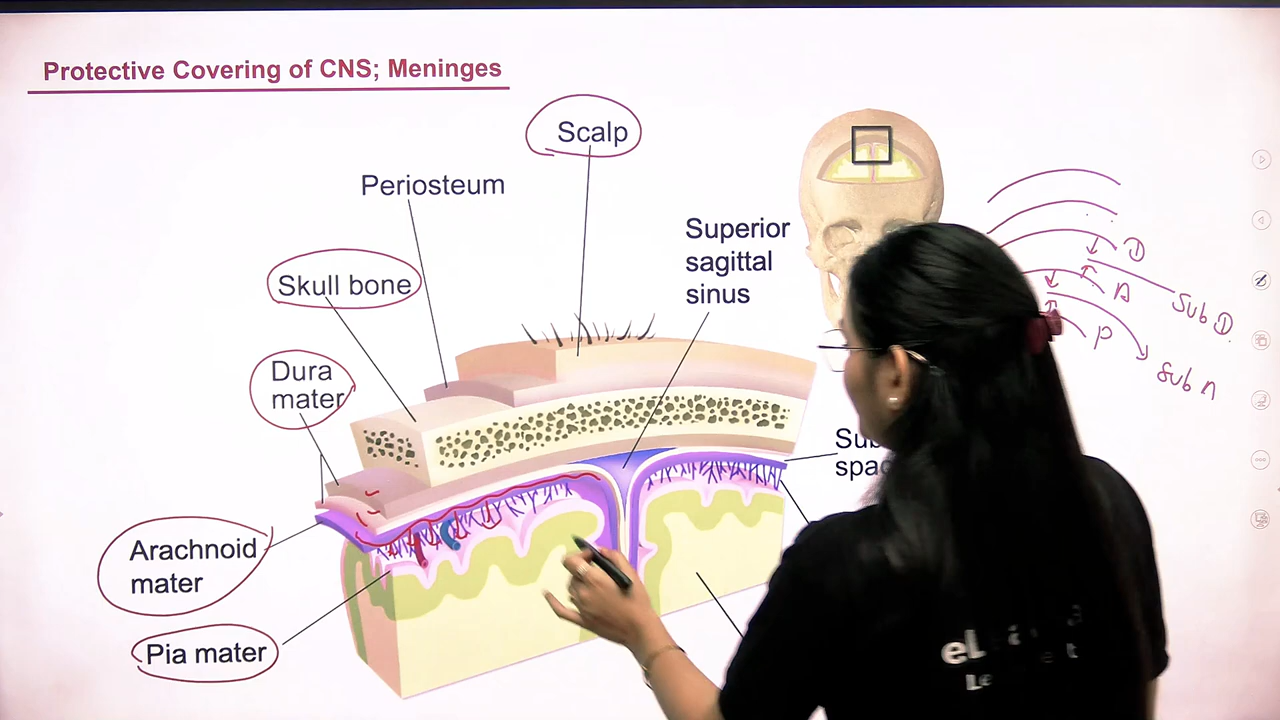 Protective Covering of CNS; Meninges
Scalp
Periosteum
Superior
sagittal
sinus
Skull bone
Dura
mater
Arachnoid
mater
Pia mater
D
A
Sub D
P